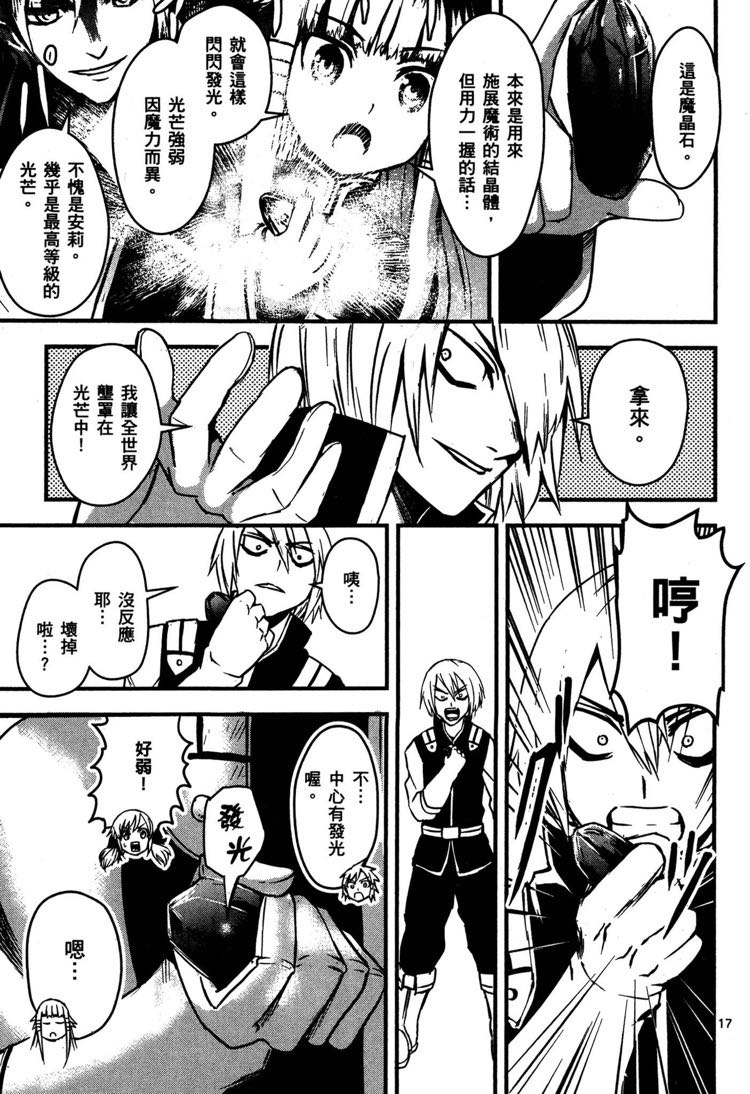 這是魔晶石。
本來是用來
施展魔術的結晶體，
但用力一握的話…
就會這樣
閃閃發光。
光芒強弱
因魔力而異。
不愧是安莉。
幾乎是最高等級的
光芒。
拿來。
我讓全世界
壟罩在
光芒中！
哼！
咦…
沒反應
耶…
壞掉
啦…？
不…
中心有發光
喔。
發光
好弱！
嗯…
17